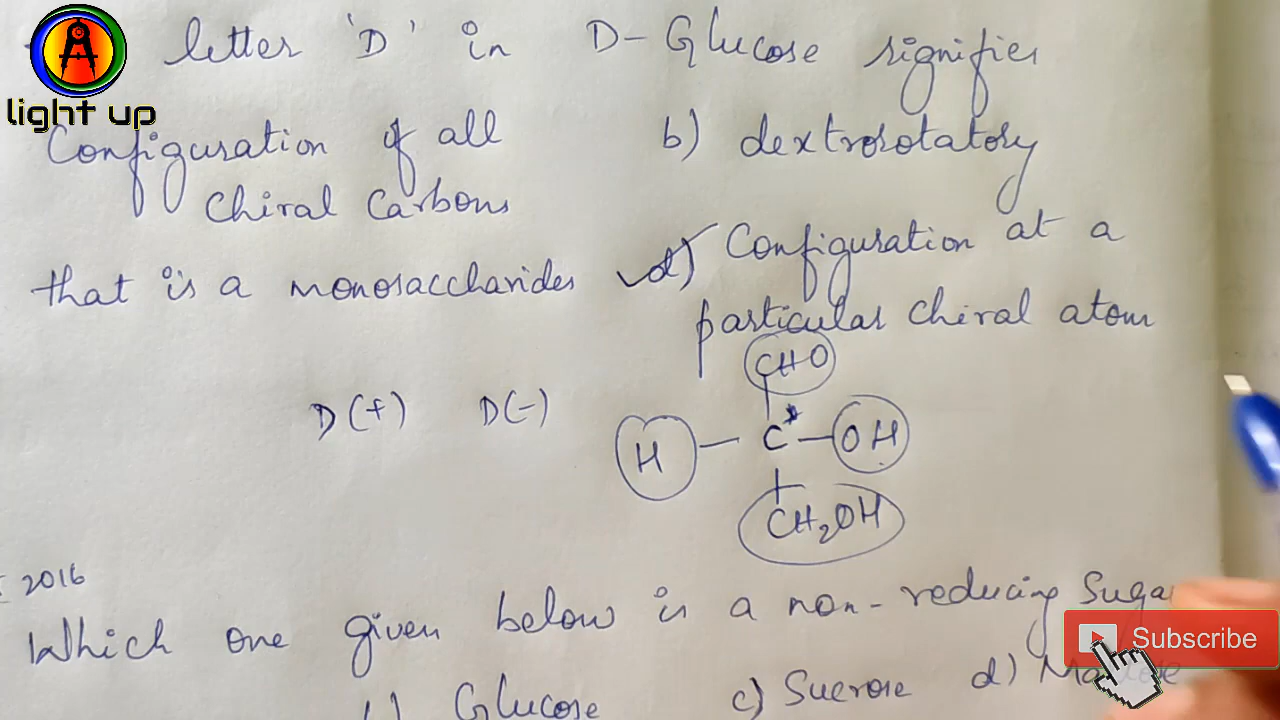 light up
letter 'D' in D-Glucose signifies
Configuration of all b) dextrorotatory
Chiral Carbons
that is a monosaccharides d) Configuration at a
particular chiral atom
CHO
D(+) D(-)
H — C* — OH
CH₂OH
2016
Which one given below is a non-reducing Suga
Subscribe
Glucose c) Sucrose d)